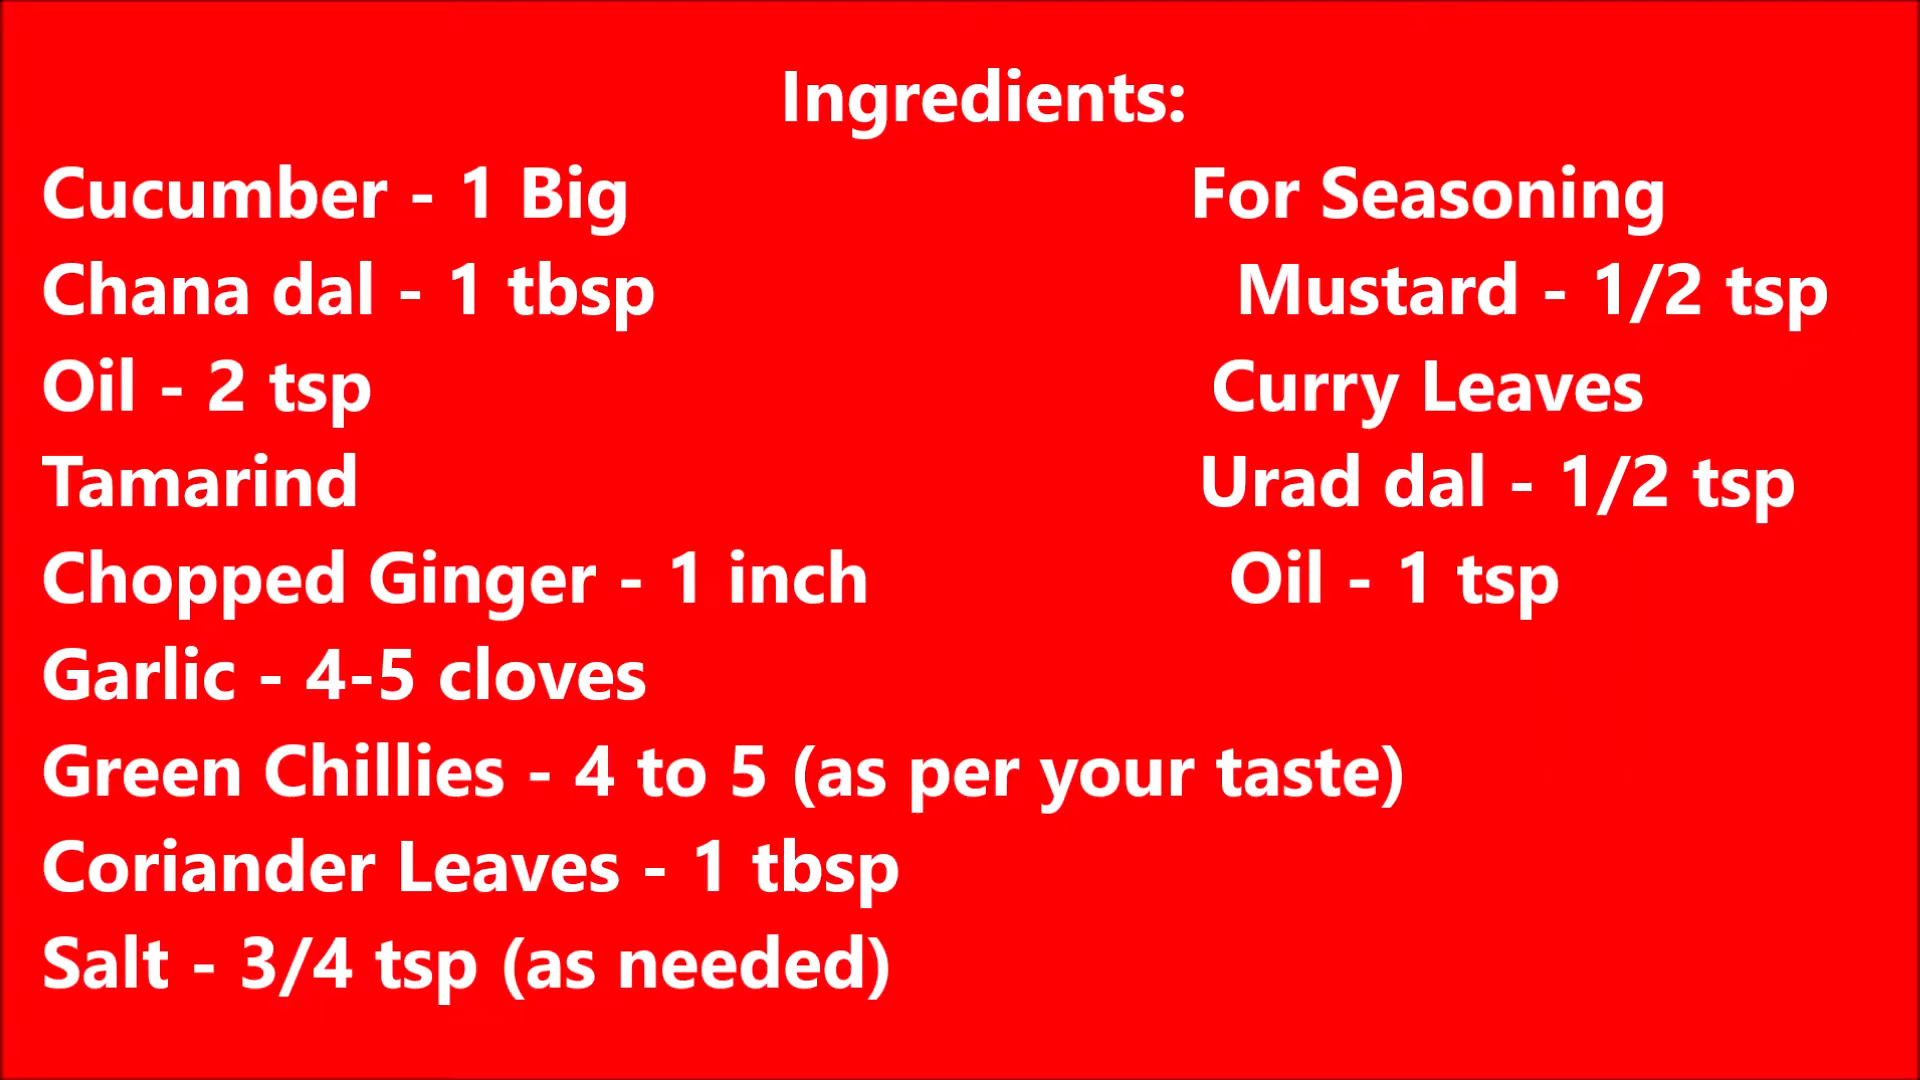 Ingredients:
Cucumber - 1 Big
Chana dal - 1 tbsp
Oil - 2 tsp
Tamarind
Chopped Ginger - 1 inch
Garlic - 4-5 cloves
Green Chillies - 4 to 5 (as per your taste)
Coriander Leaves - 1 tbsp
Salt - 3/4 tsp (as needed)
For Seasoning
Mustard - 1/2 tsp
Curry Leaves
Urad dal - 1/2 tsp
Oil - 1 tsp